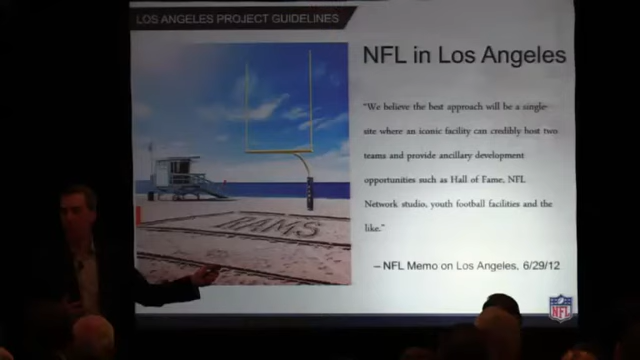 LOS ANGELES PROJECT GUIDELINES
NFL in Los Angeles
"We believe the best approach will be a single-
site where an iconic facility can credibly host two
teams and provide ancillary development
opportunities such as Hall of Fame, NFL
Network studio, youth football facilities and the
like."
RAMS
– NFL Memo on Los Angeles, 6/29/12
NFL